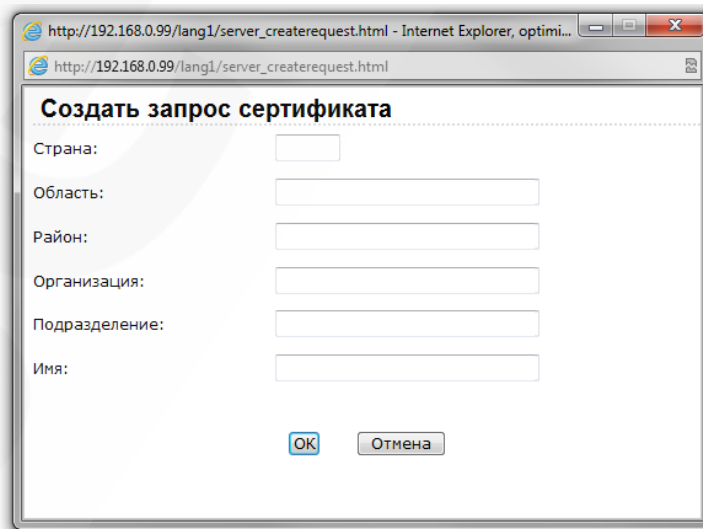 http://192.168.0.99/lang1/server_createrequest.html - Internet Explorer, optimi...
http://192.168.0.99/lang1/server_createrequest.html
Создать запрос сертификата
Страна:
Область:
Район:
Организация:
Подразделение:
Имя:
OK Отмена